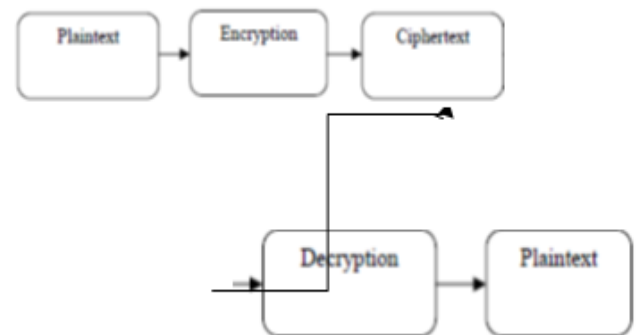 Plaintext
Encryption
Ciphertext
Decryption
Plaintext